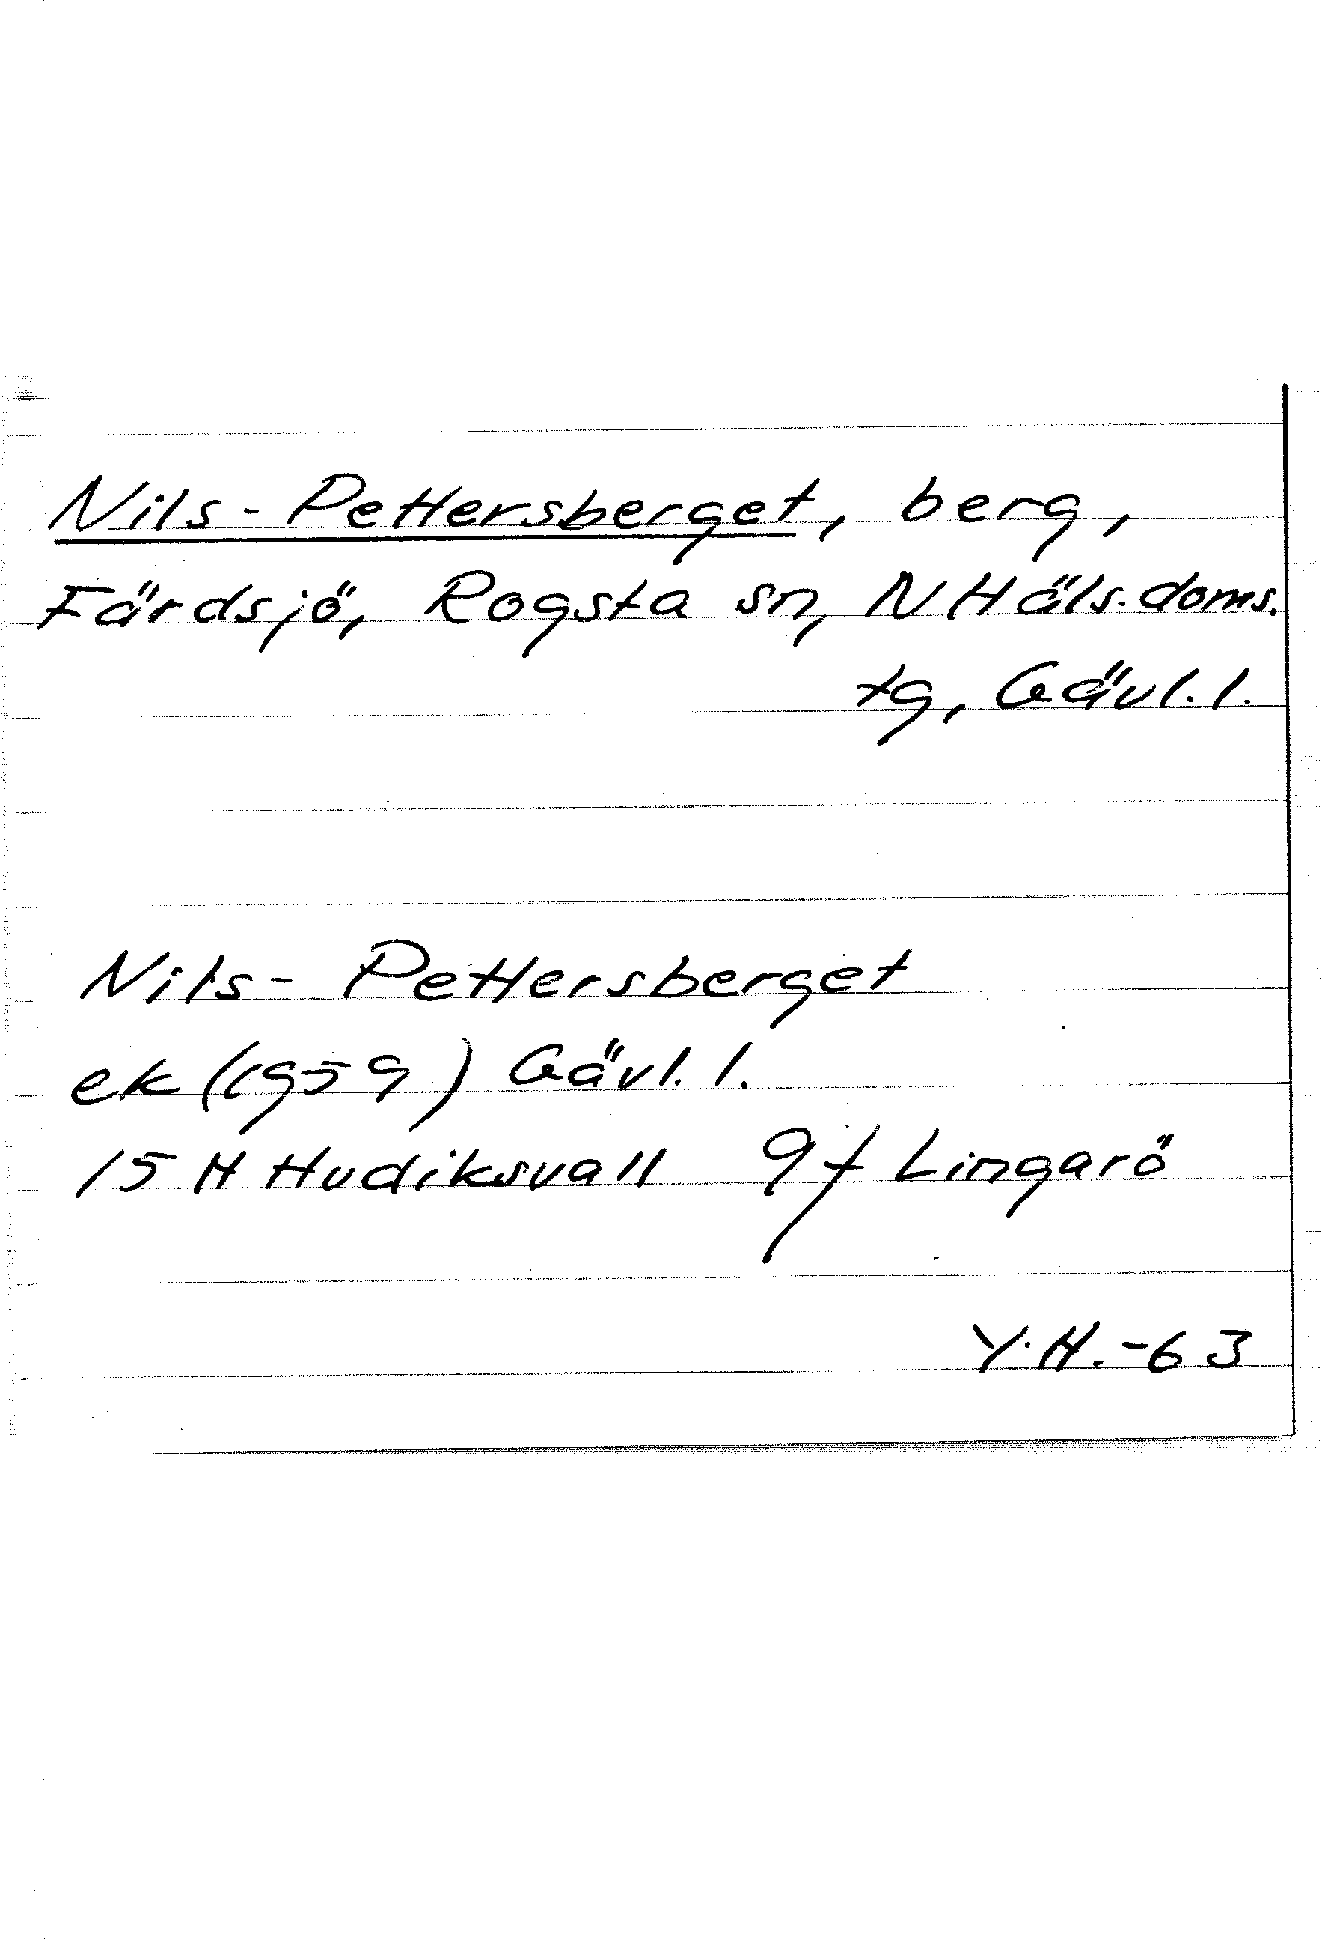 Nils-Pettersberget, berg,
Färdsjö, Rogsta sn, N Häls. doms.
tg, Gävl. l.
Nils-Pettersberget
ek (1959) Gävl. l.
15 H Hudiksvall 9f Lingarö
Y.H. -63